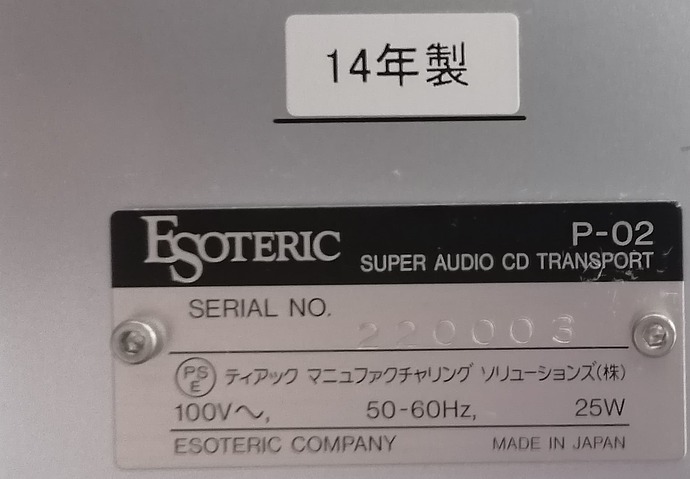 14年製
ESOTERIC
P-02
SUPER AUDIO CD TRANSPORT
SERIAL NO.
220003
PSE ティアック マニュファクチャリング ソリューションズ(株)
100V～, 50-60Hz, 25W
ESOTERIC COMPANY MADE IN JAPAN